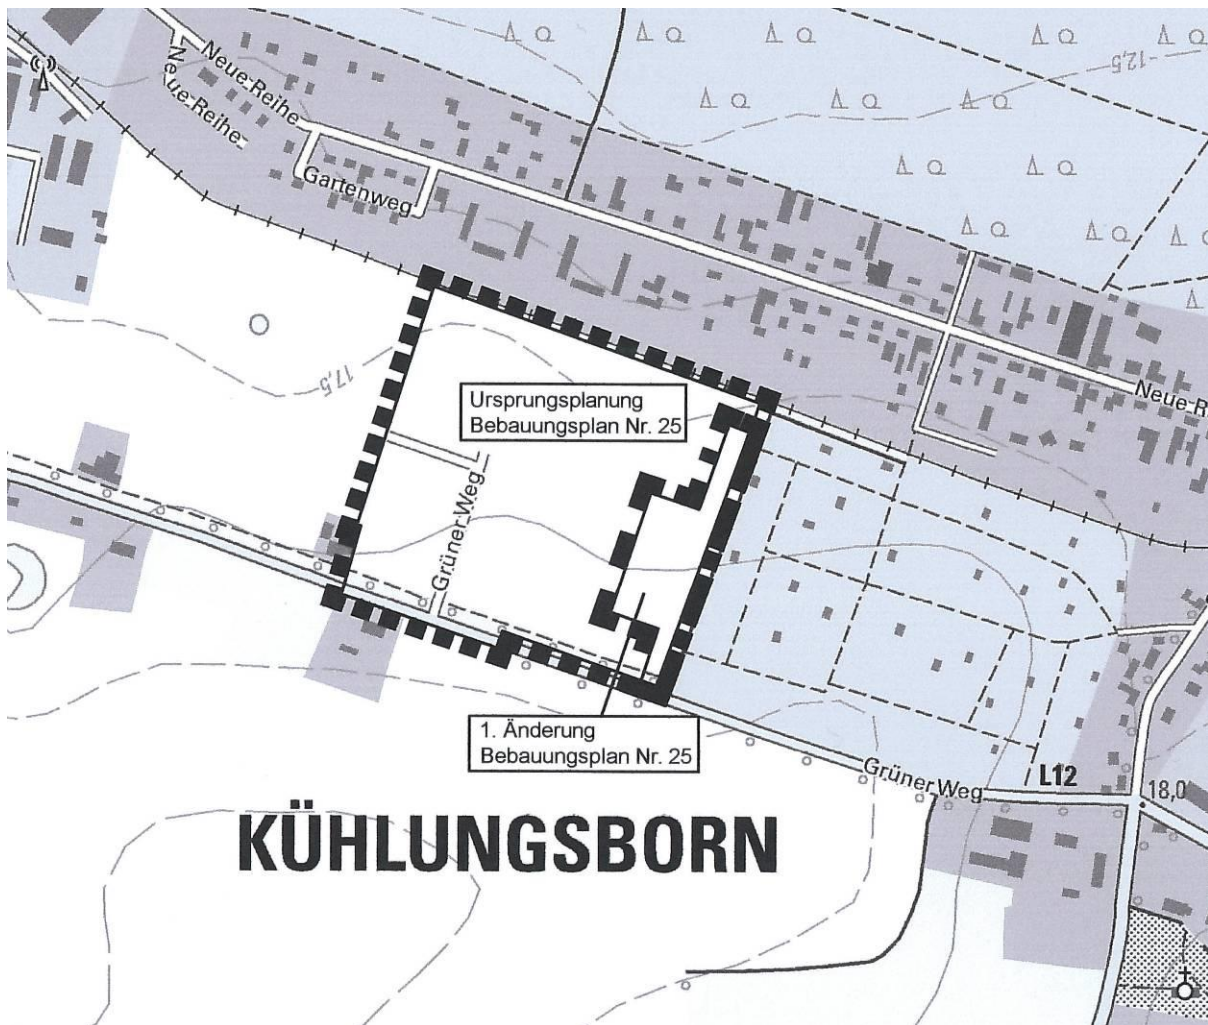 Neue-Reihe
Neue-Reihe
Gartenweg
-12,5
17,5
Ursprungsplanung
Bebauungsplan Nr. 25
Neue-R
Grüner Weg
1. Änderung
Bebauungsplan Nr. 25
Grüner Weg
L12
18,0
KÜHLUNGSBORN